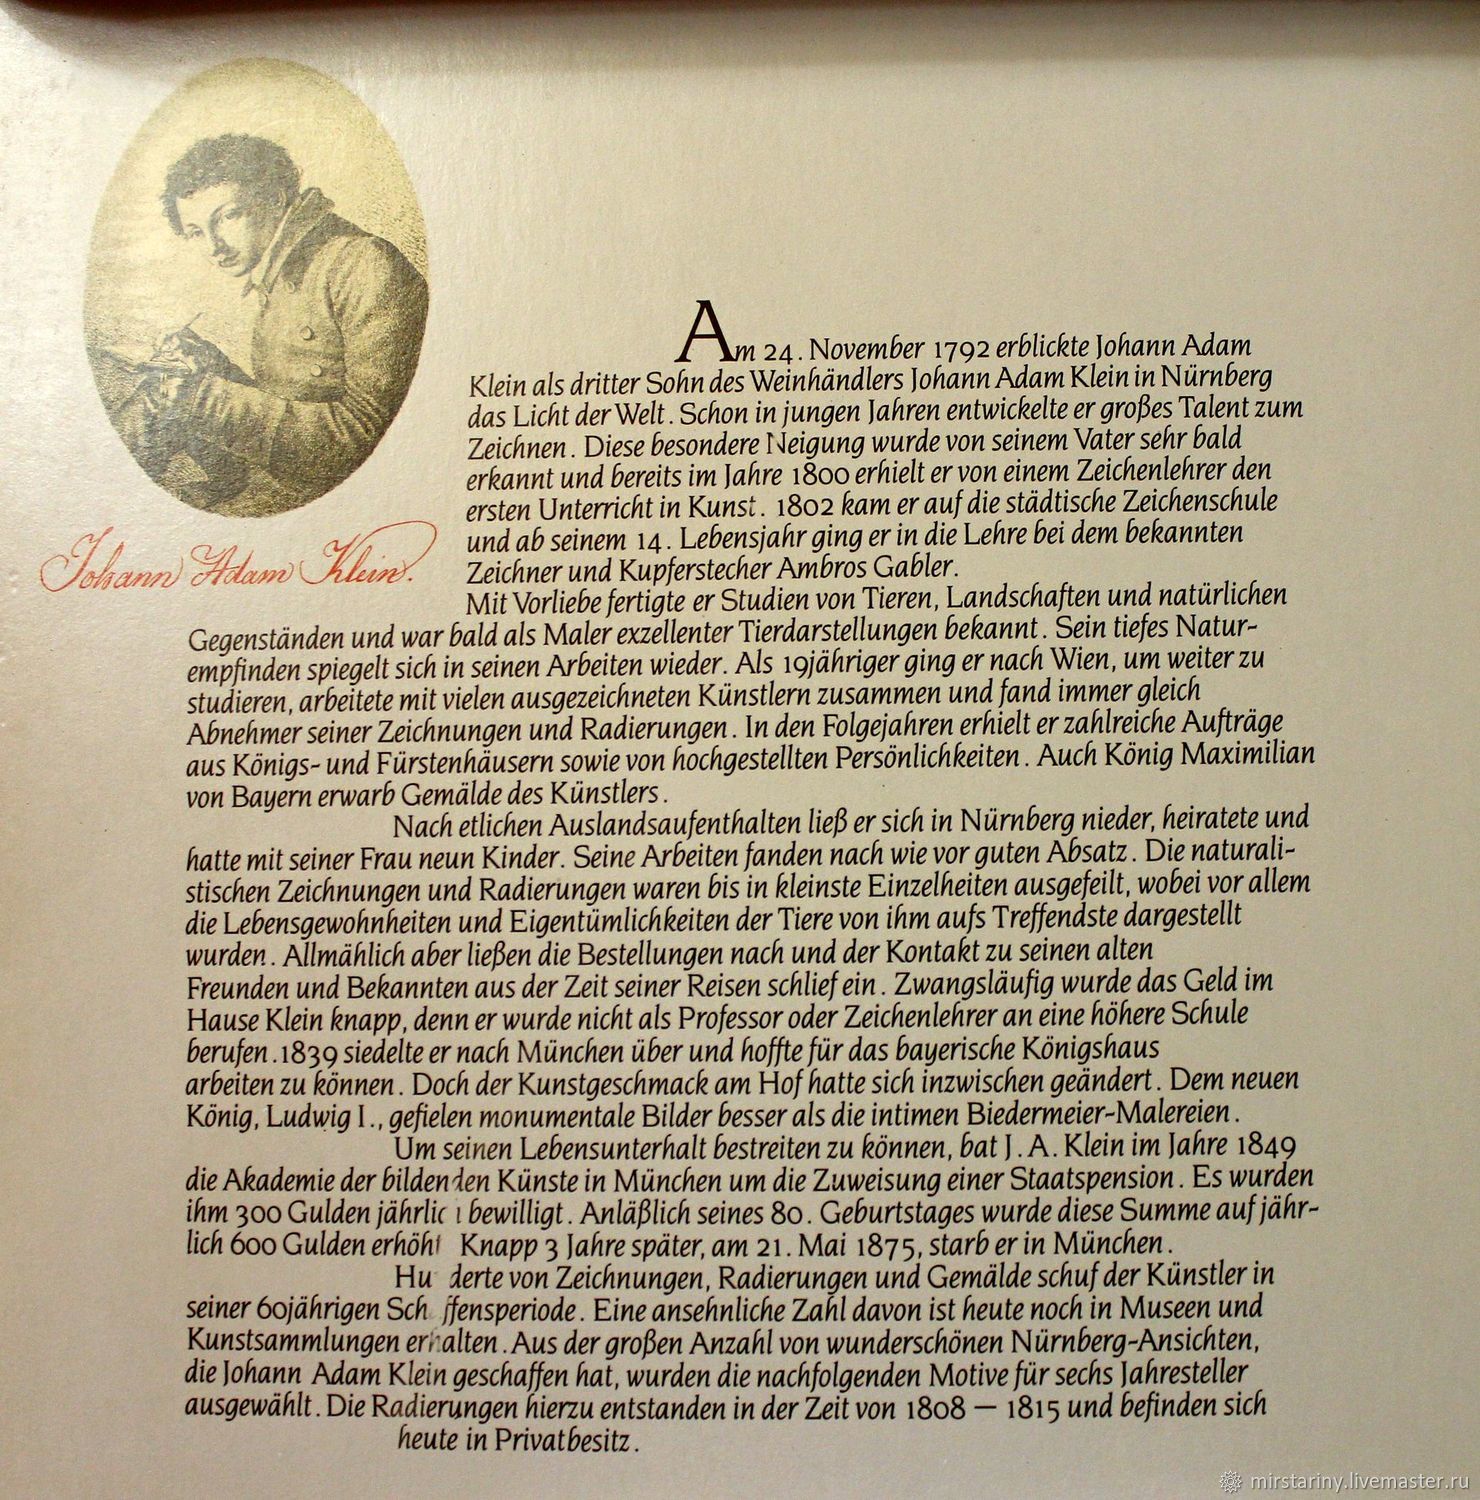 Johann Adam Klein.
Am 24. November 1792 erblickte Johann Adam
Klein als dritter Sohn des Weinhändlers Johann Adam Klein in Nürnberg
das Licht der Welt. Schon in jungen Jahren entwickelte er großes Talent zum
Zeichnen. Diese besondere Neigung wurde von seinem Vater sehr bald
erkannt und bereits im Jahre 1800 erhielt er von einem Zeichenlehrer den
ersten Unterricht in Kunst. 1802 kam er auf die städtische Zeichenschule
und ab seinem 14. Lebensjahr ging er in die Lehre bei dem bekannten
Zeichner und Kupferstecher Ambros Gabler.
Mit Vorliebe fertigte er Studien von Tieren, Landschaften und natürlichen
Gegenständen und war bald als Maler exzellenter Tierdarstellungen bekannt. Sein tiefes Natur-
empfinden spiegelt sich in seinen Arbeiten wieder. Als 19jähriger ging er nach Wien, um weiter zu
studieren, arbeitete mit vielen ausgezeichneten Künstlern zusammen und fand immer gleich
Abnehmer seiner Zeichnungen und Radierungen. In den Folgejahren erhielt er zahlreiche Aufträge
aus Königs- und Fürstenhäusern sowie von hochgestellten Persönlichkeiten. Auch König Maximilian
von Bayern erwarb Gemälde des Künstlers.
Nach etlichen Auslandsaufenthalten ließ er sich in Nürnberg nieder, heiratete und
hatte mit seiner Frau neun Kinder. Seine Arbeiten fanden nach wie vor guten Absatz. Die naturali-
stischen Zeichnungen und Radierungen waren bis in kleinste Einzelheiten ausgefeilt, wobei vor allem
die Lebensgewohnheiten und Eigentümlichkeiten der Tiere von ihm aufs Treffendste dargestellt
wurden. Allmählich aber ließen die Bestellungen nach und der Kontakt zu seinen alten
Freunden und Bekannten aus der Zeit seiner Reisen schlief ein. Zwangsläufig wurde das Geld im
Hause Klein knapp, denn er wurde nicht als Professor oder Zeichenlehrer an eine höhere Schule
berufen. 1839 siedelte er nach München über und hoffte für das bayerische Königshaus
arbeiten zu können. Doch der Kunstgeschmack am Hof hatte sich inzwischen geändert. Dem neuen
König, Ludwig I., gefielen monumentale Bilder besser als die intimen Biedermeier-Malereien.
Um seinen Lebensunterhalt bestreiten zu können, bat J. A. Klein im Jahre 1849
die Akademie der bildenden Künste in München um die Zuweisung einer Staatspension. Es wurden
ihm 300 Gulden jährlich bewilligt. Anläßlich seines 80. Geburtstages wurde diese Summe auf jähr-
lich 600 Gulden erhöht Knapp 3 Jahre später, am 21. Mai 1875, starb er in München.
Hunderte von Zeichnungen, Radierungen und Gemälde schuf der Künstler in
seiner 60jährigen Schaffensperiode. Eine ansehnliche Zahl davon ist heute noch in Museen und
Kunstsammlungen erhalten. Aus der großen Anzahl von wunderschönen Nürnberg-Ansichten,
die Johann Adam Klein geschaffen hat, wurden die nachfolgenden Motive für sechs Jahresteller
ausgewählt. Die Radierungen hierzu entstanden in der Zeit von 1808 — 1815 und befinden sich
heute in Privatbesitz.
mirstariny.livemaster.ru